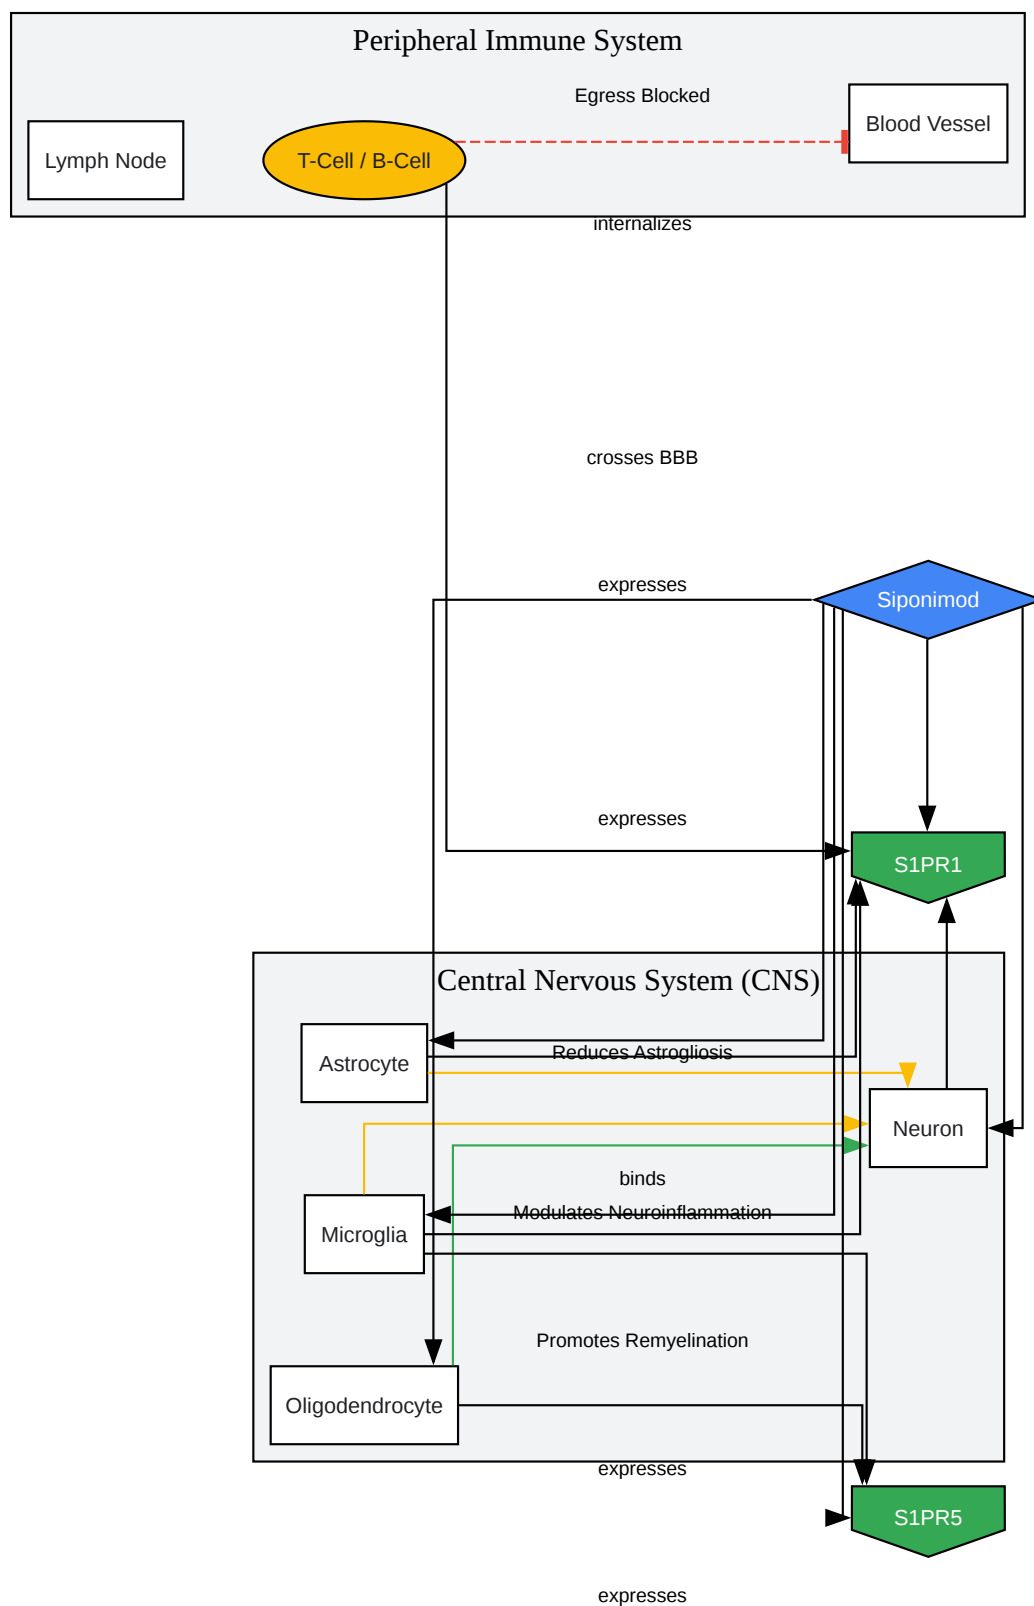 Peripheral Immune System
Egress Blocked
Blood Vessel
Lymph Node
T-Cell / B-Cell
internalizes
crosses BBB
expresses
Siponimod
expresses
S1PR1
Central Nervous System (CNS)
Astrocyte
Reduces Astrogliosis
Neuron
binds
Modulates Neuroinflammation
Microglia
Promotes Remyelination
Oligodendrocyte
expresses
S1PR5
expresses